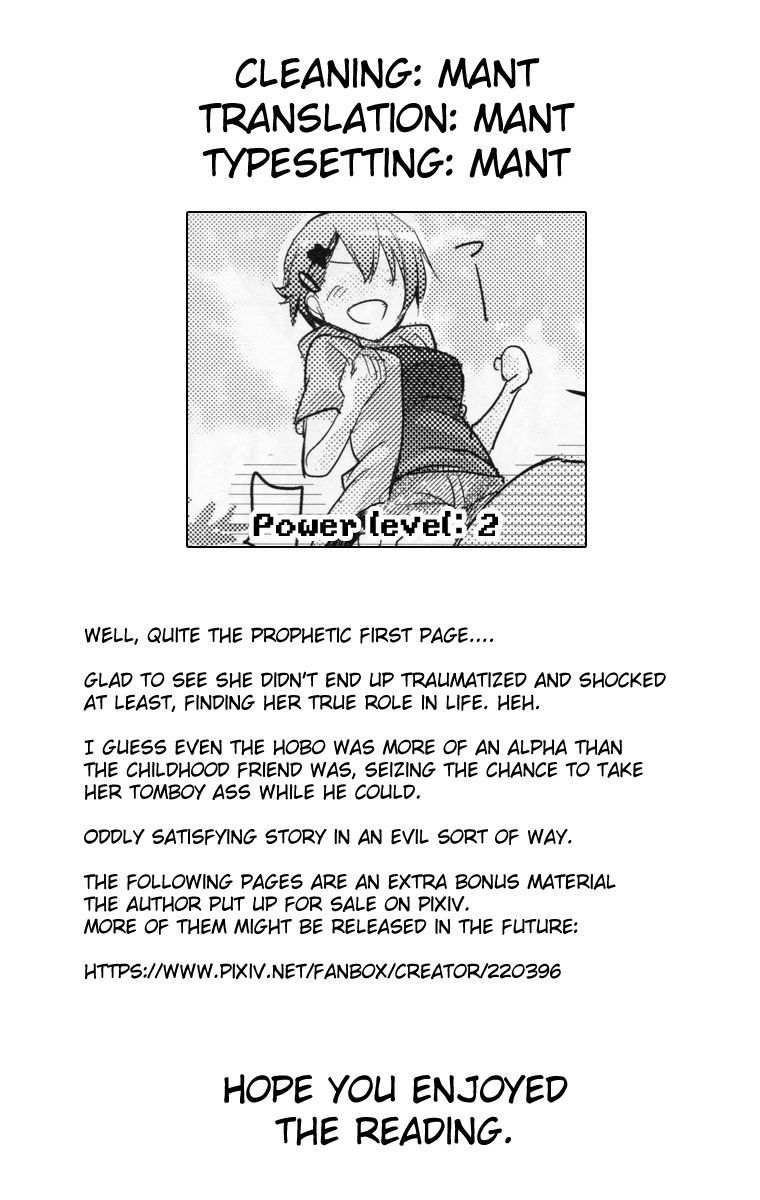 CLEANING: MANT
TRANSLATION: MANT
TYPESETTING: MANT
Power level: 2
WELL, QUITE THE PROPHETIC FIRST PAGE....
GLAD TO SEE SHE DIDN'T END UP TRAUMATIZED AND SHOCKED
AT LEAST, FINDING HER TRUE ROLE IN LIFE. HEH.
I GUESS EVEN THE HOBO WAS MORE OF AN ALPHA THAN
THE CHILDHOOD FRIEND WAS, SEIZING THE CHANCE TO TAKE
HER TOMBOY ASS WHILE HE COULD.
ODDLY SATISFYING STORY IN AN EVIL SORT OF WAY.
THE FOLLOWING PAGES ARE AN EXTRA BONUS MATERIAL
THE AUTHOR PUT UP FOR SALE ON PIXIV.
MORE OF THEM MIGHT BE RELEASED IN THE FUTURE:
HTTPS://WWW.PIXIV.NET/FANBOX/CREATOR/220396
HOPE YOU ENJOYED
THE READING.